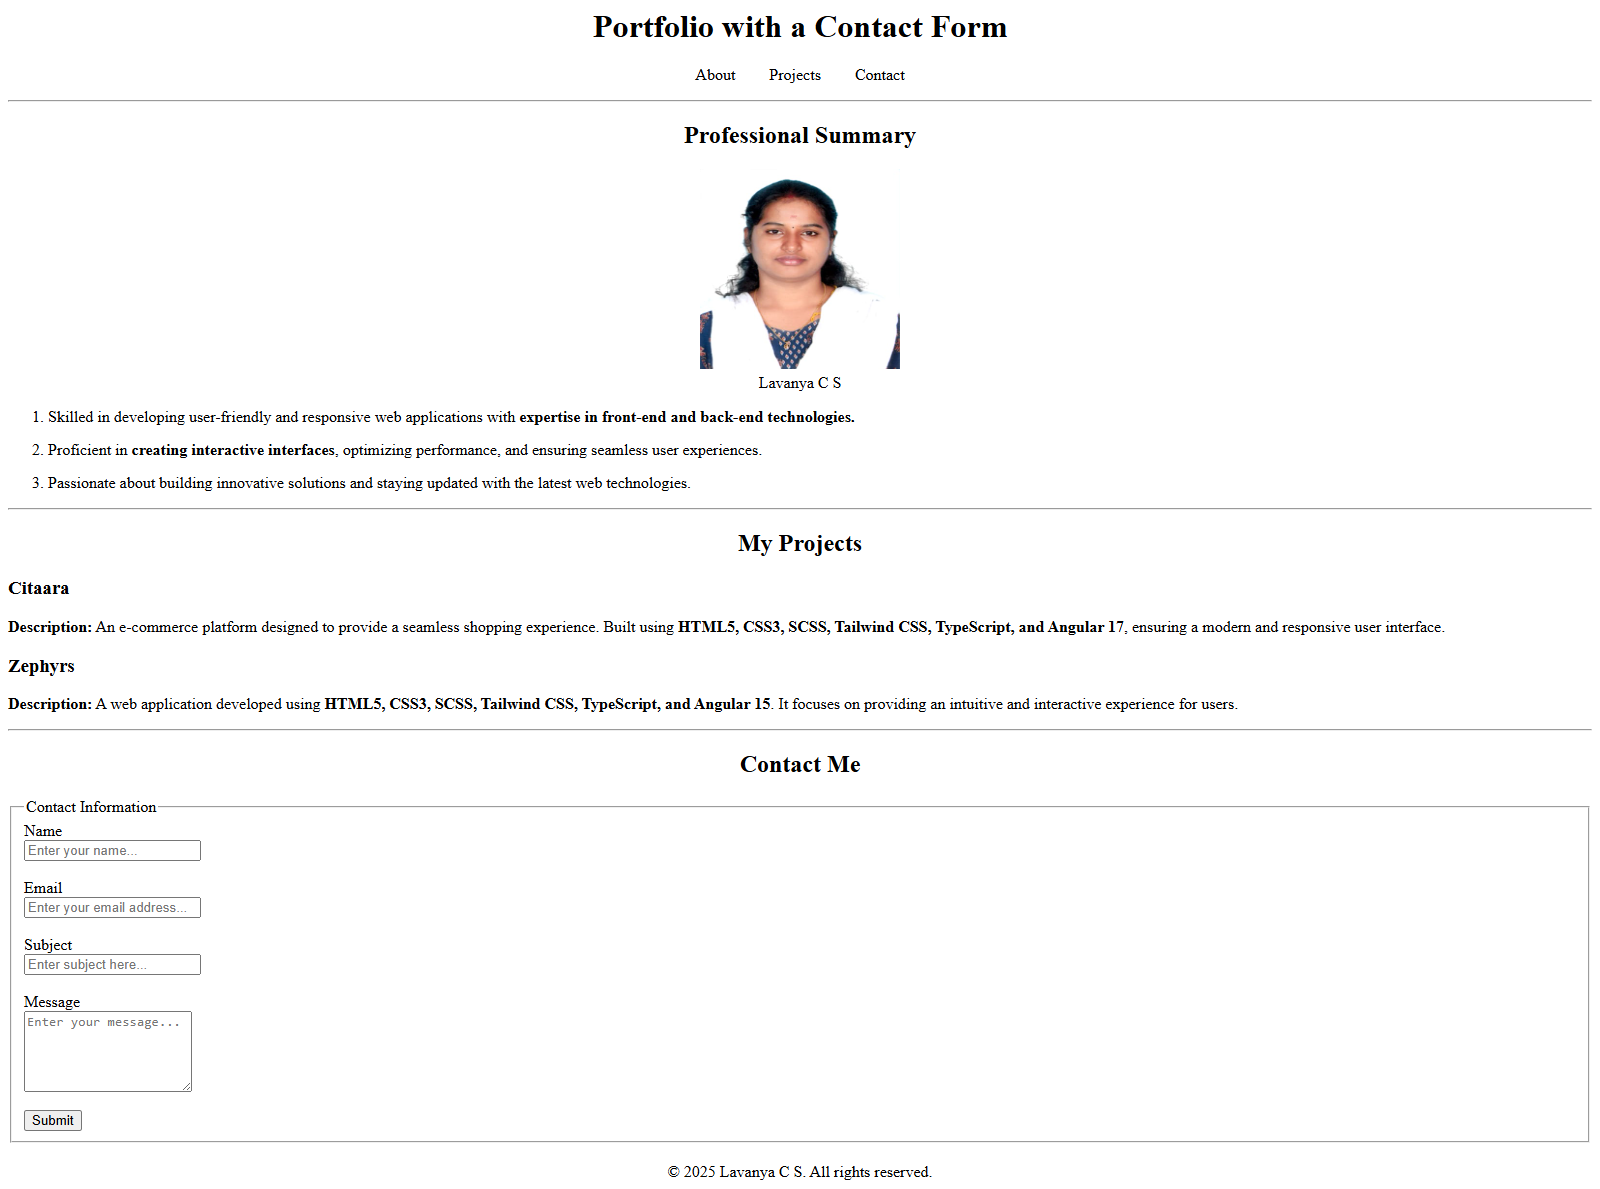 Portfolio with a Contact Form
About Projects Contact
Professional Summary
Lavanya C S
1. Skilled in developing user-friendly and responsive web applications with expertise in front-end and back-end technologies.
2. Proficient in creating interactive interfaces, optimizing performance, and ensuring seamless user experiences.
3. Passionate about building innovative solutions and staying updated with the latest web technologies.
My Projects
Citaara
Description: An e-commerce platform designed to provide a seamless shopping experience. Built using HTML5, CSS3, SCSS, Tailwind CSS, TypeScript, and Angular 17, ensuring a modern and responsive user interface.
Zephyrs
Description: A web application developed using HTML5, CSS3, SCSS, Tailwind CSS, TypeScript, and Angular 15. It focuses on providing an intuitive and interactive experience for users.
Contact Me
Contact Information
Name
Enter your name...
Email
Enter your email address...
Subject
Enter subject here...
Message
Enter your message...
Submit
© 2025 Lavanya C S. All rights reserved.